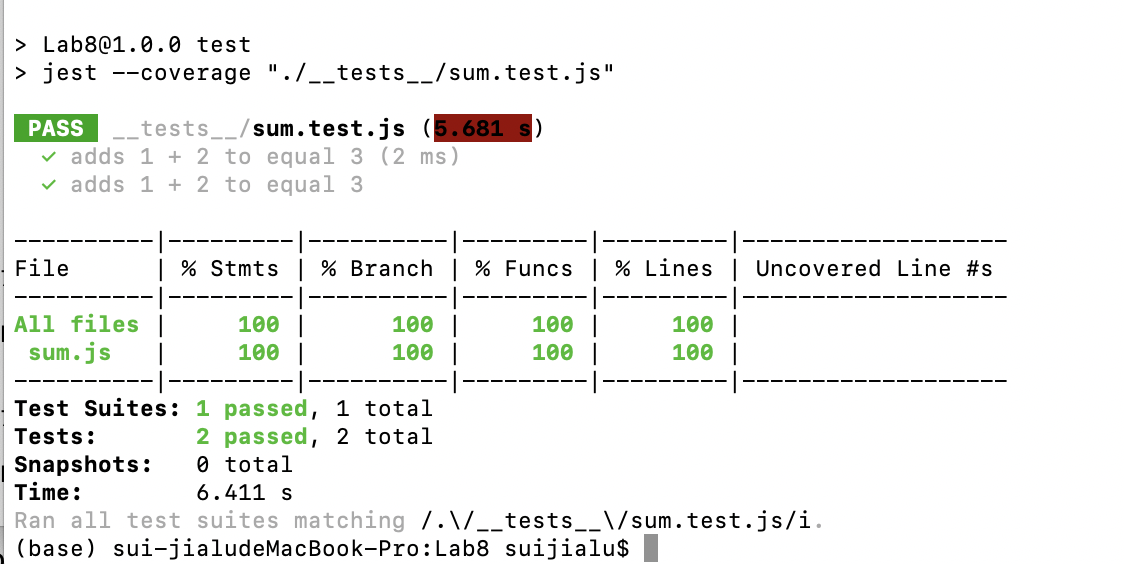 > Lab8@1.0.0 test
> jest --coverage "./__tests__/sum.test.js"
PASS __tests__/sum.test.js (5.681 s)
✓ adds 1 + 2 to equal 3 (2 ms)
✓ adds 1 + 2 to equal 3
----------|---------|----------|---------|---------|-------------------
File      | % Stmts | % Branch | % Funcs | % Lines | Uncovered Line #s
----------|---------|----------|---------|---------|-------------------
All files |     100 |      100 |     100 |     100 |
 sum.js   |     100 |      100 |     100 |     100 |
----------|---------|----------|---------|---------|-------------------
Test Suites: 1 passed, 1 total
Tests:       2 passed, 2 total
Snapshots:   0 total
Time:        6.411 s
Ran all test suites matching /.\/__tests__\/sum.test.js/i.
(base) sui-jialudeMacBook-Pro:Lab8 suijialu$